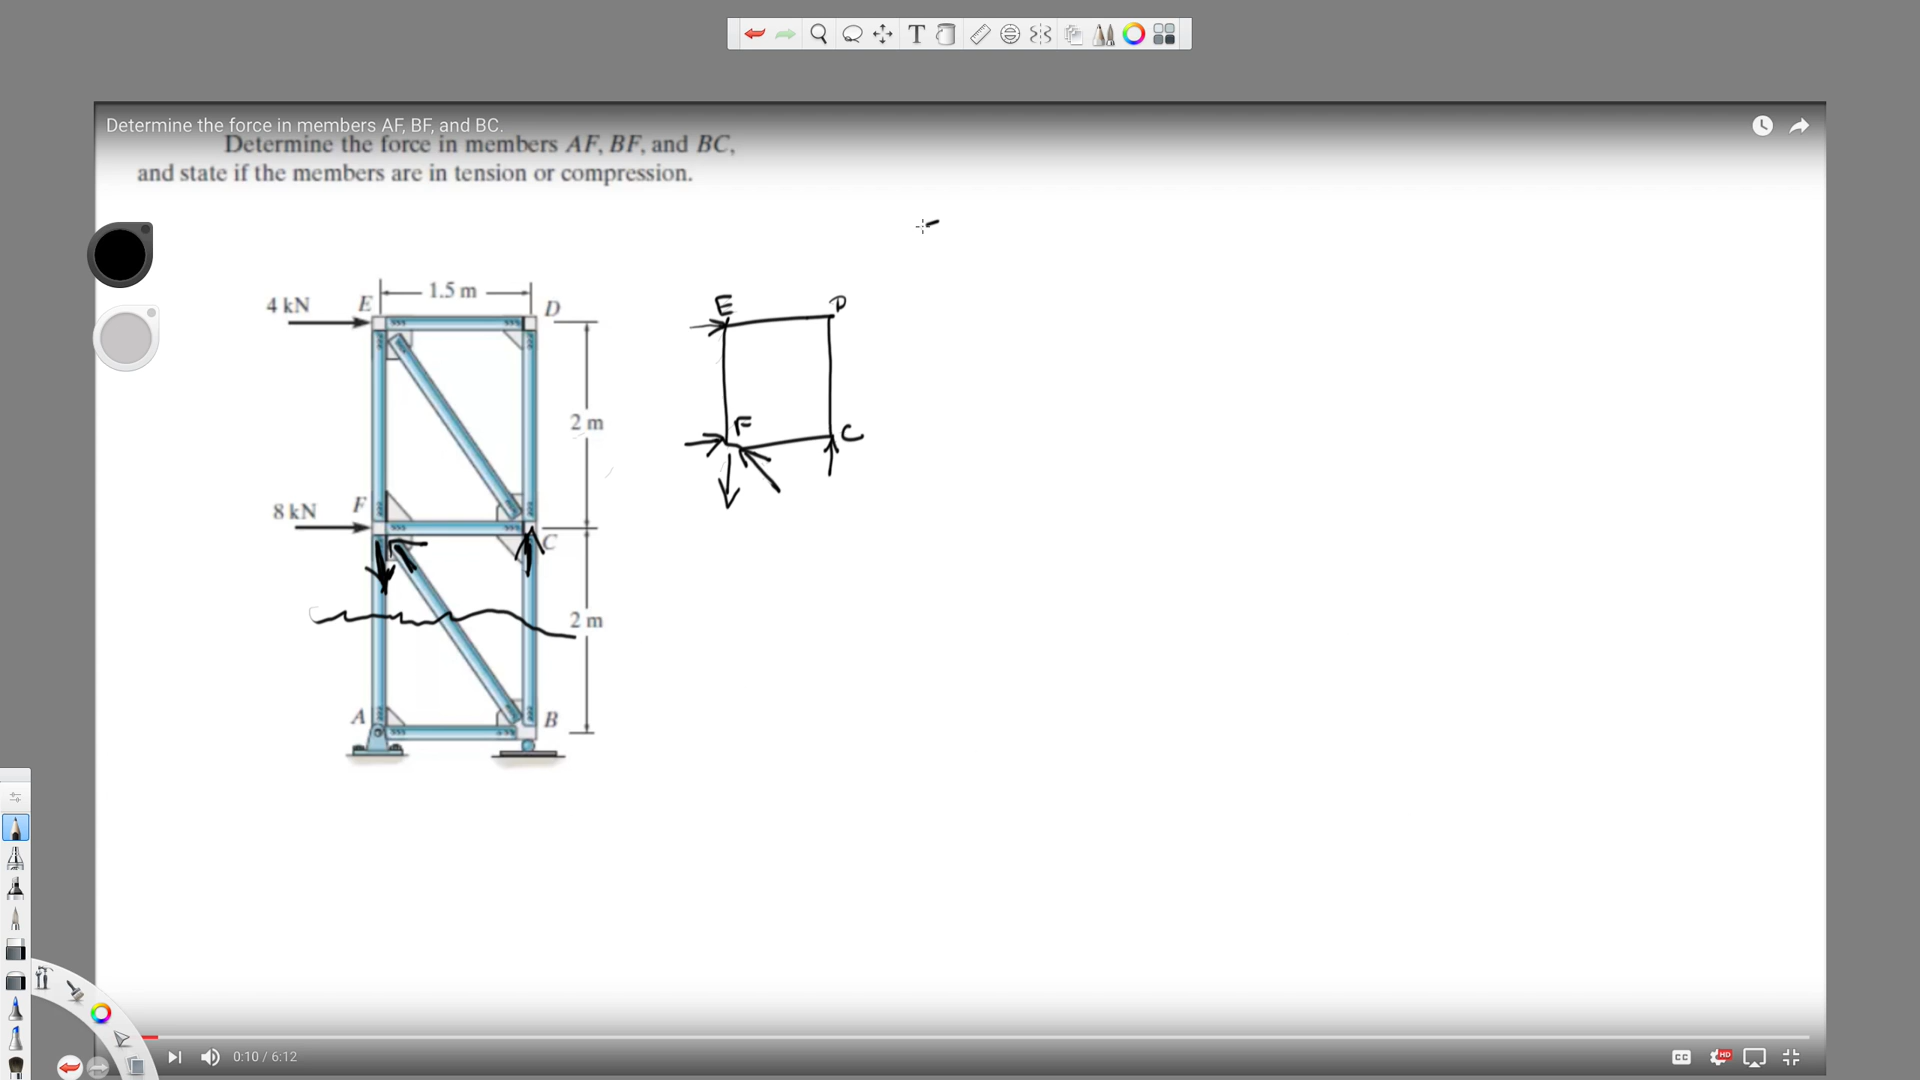 T
Determine the force in members AF, BF, and BC.
Determine the force in members AF, BF, and BC,
and state if the members are in tension or compression.
4 kN
E
1.5 m
D
2 m
8 kN
F
C
2 m
A
B
E
D
F
C
0:10 / 6:12
CC
HD